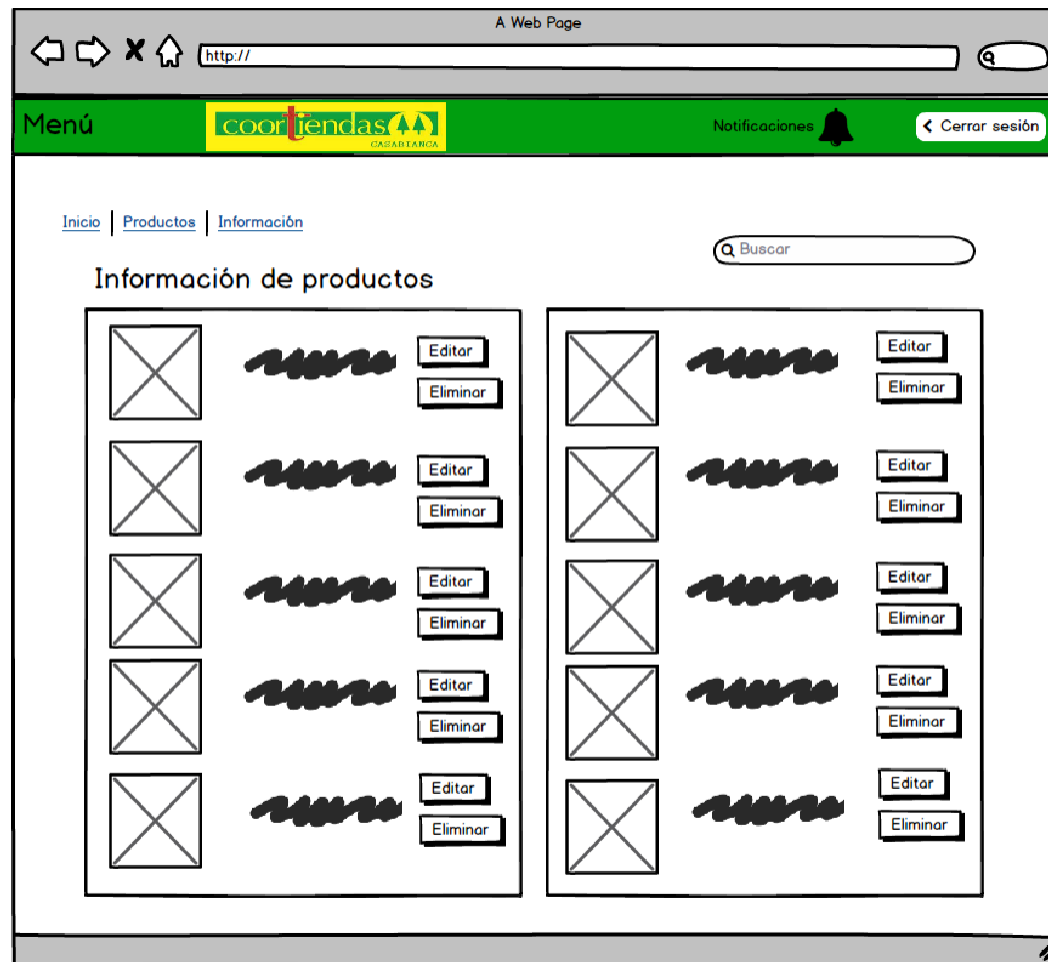 A Web Page
http://
Menú
coortiendas
CASABIANCA
Notificaciones
Cerrar sesión
Inicio
Productos
Información
Buscar
Información de productos
Editar
Eliminar
Editar
Eliminar
Editar
Eliminar
Editar
Eliminar
Editar
Eliminar
Editar
Eliminar
Editar
Eliminar
Editar
Eliminar
Editar
Eliminar
Editar
Eliminar